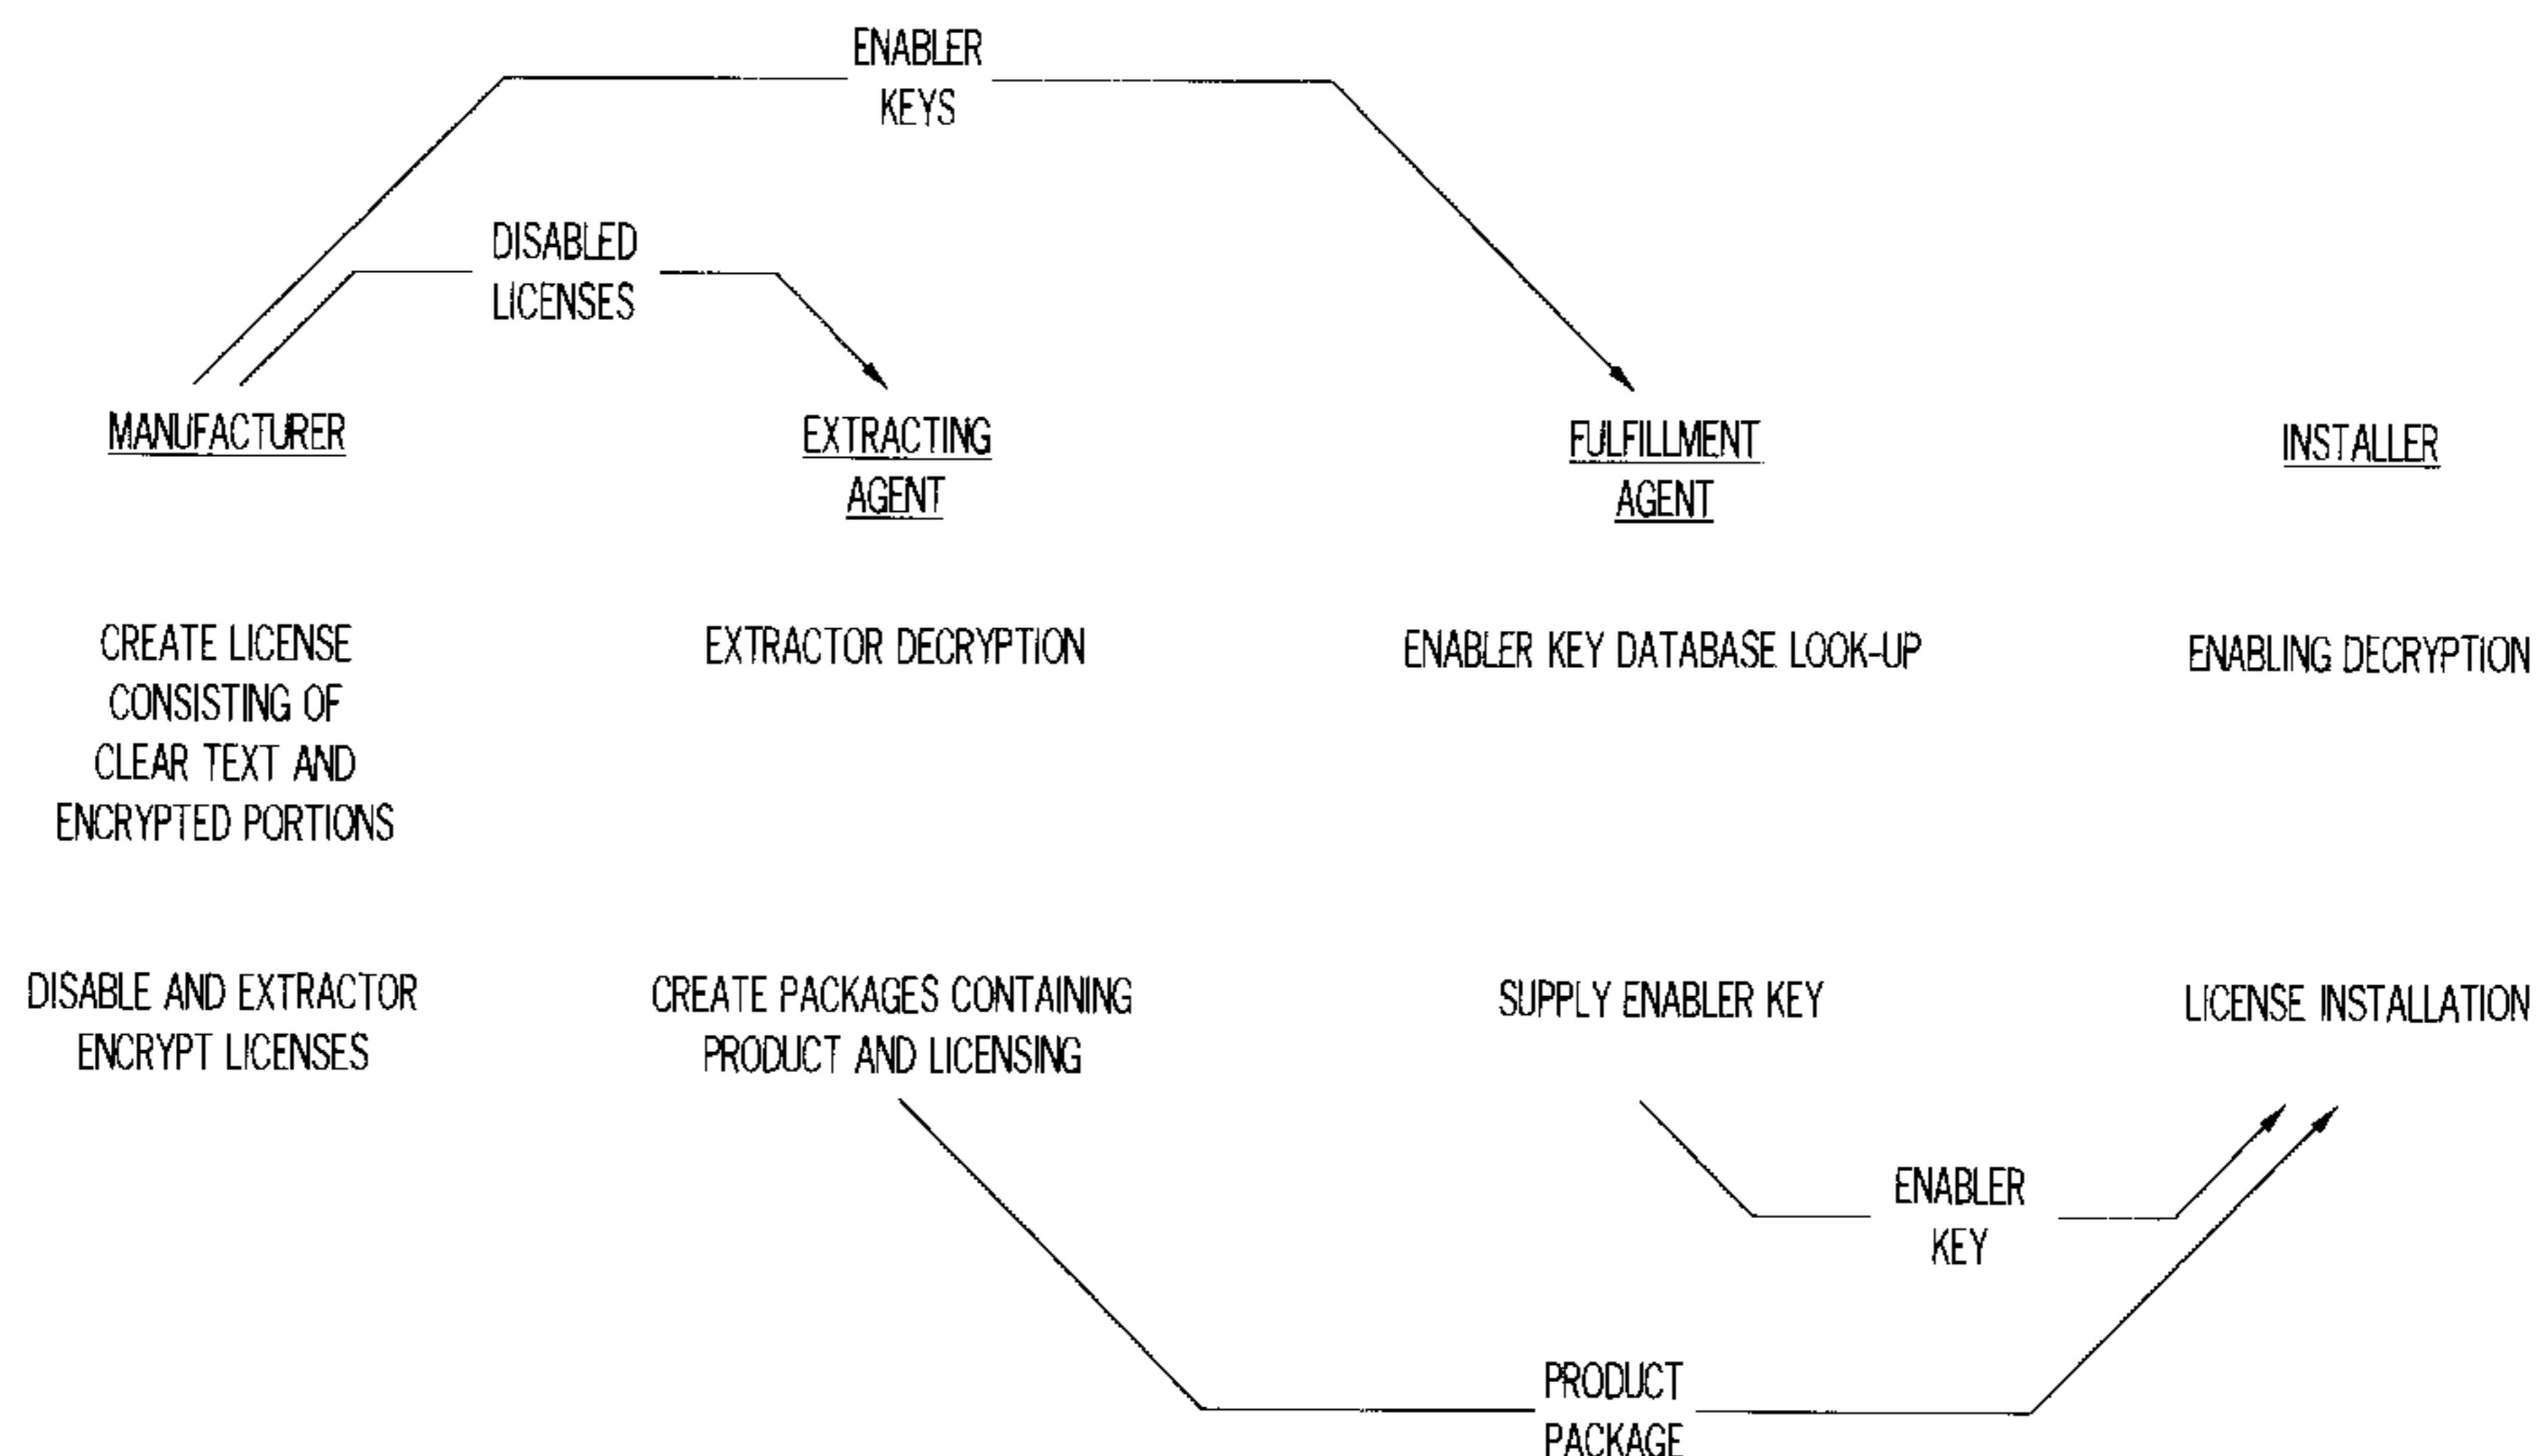 ENABLER
KEYS
DISABLED
LICENSES
MANUFACTURER
EXTRACTING
AGENT
FULFILLMENT
AGENT
INSTALLER
CREATE LICENSE
CONSISTING OF
CLEAR TEXT AND
ENCRYPTED PORTIONS
EXTRACTOR DECRYPTION
ENABLER KEY DATABASE LOOK-UP
ENABLING DECRYPTION
DISABLE AND EXTRACTOR
ENCRYPT LICENSES
CREATE PACKAGES CONTAINING
PRODUCT AND LICENSING
SUPPLY ENABLER KEY
LICENSE INSTALLATION
ENABLER
KEY
PRODUCT
PACKAGE